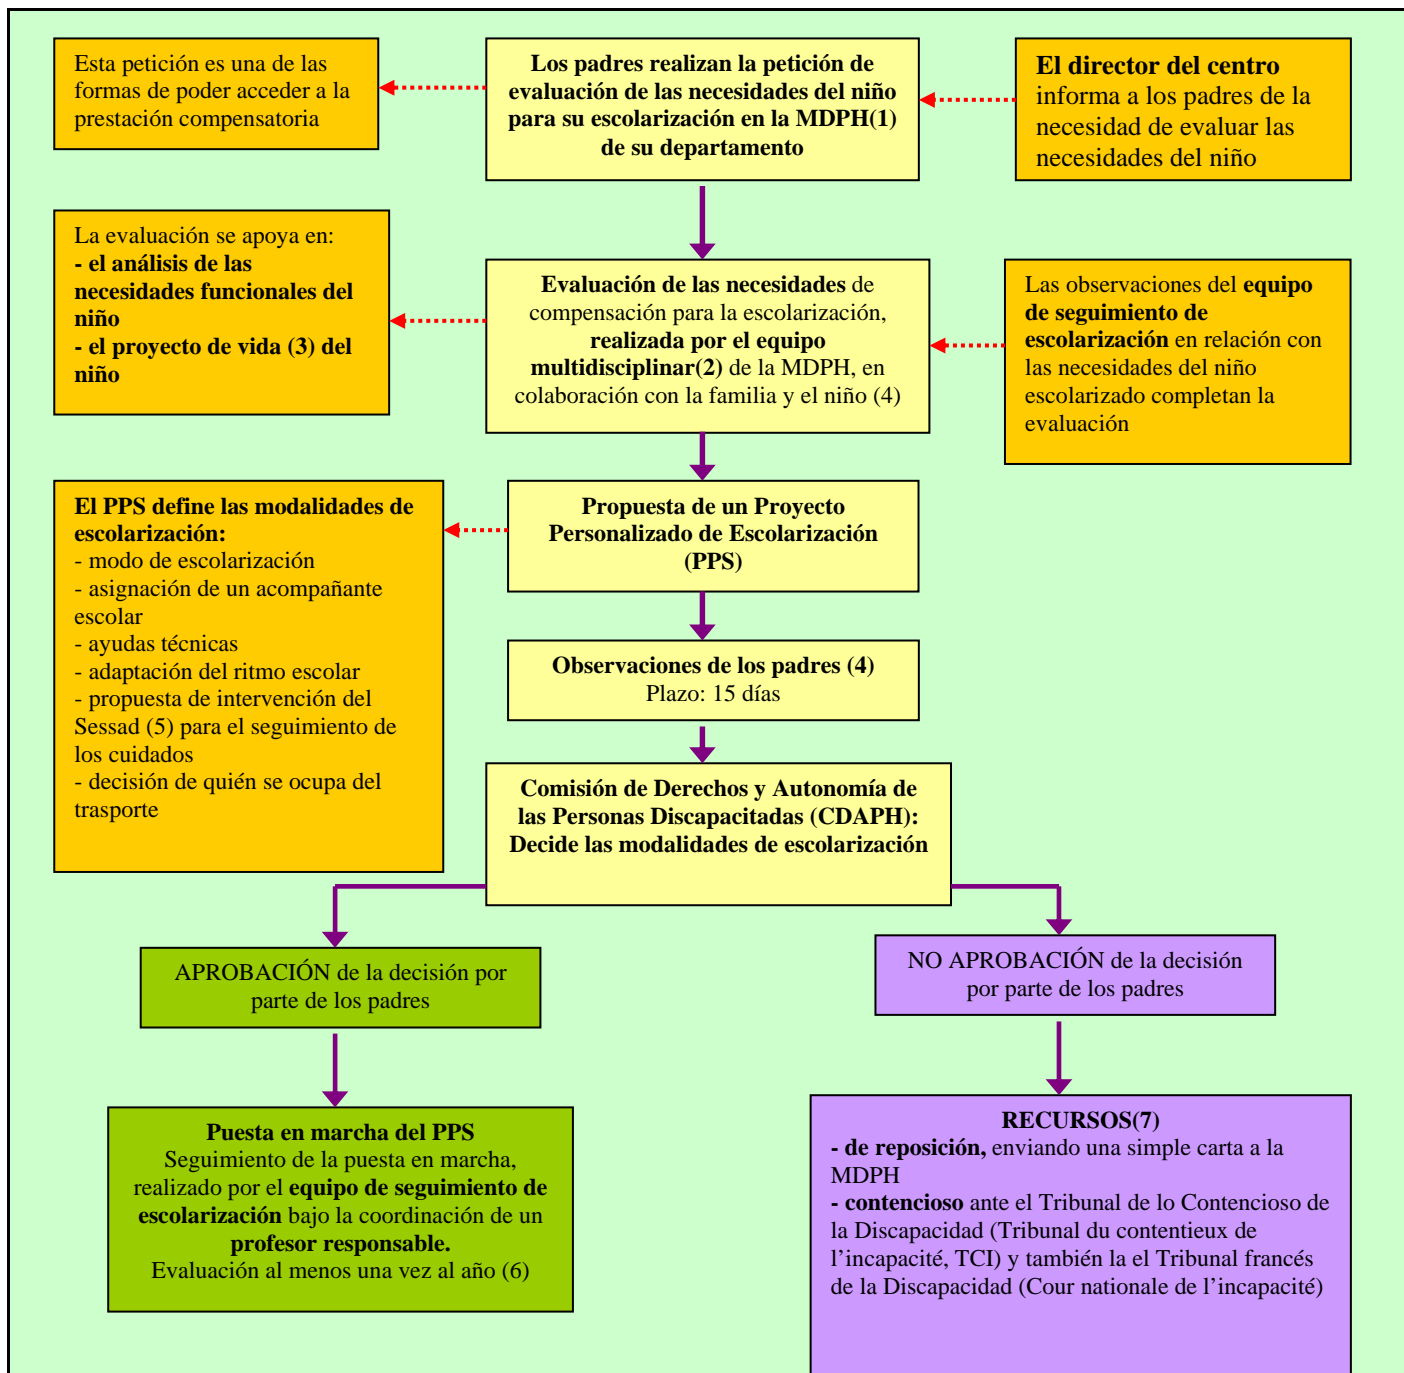 Esta petición es una de las
formas de poder acceder a la
prestación compensatoria
Los padres realizan la petición de
evaluación de las necesidades del niño
para su escolarización en la MDPH(1)
de su departamento
El director del centro
informa a los padres de la
necesidad de evaluar las
necesidades del niño
La evaluación se apoya en:
- el análisis de las
necesidades funcionales del
niño
- el proyecto de vida (3) del
niño
Evaluación de las necesidades de
compensación para la escolarización,
realizada por el equipo
multidisciplinar(2) de la MDPH, en
colaboración con la familia y el niño (4)
Las observaciones del equipo
de seguimiento de
escolarización en relación con
las necesidades del niño
escolarizado completan la
evaluación
El PPS define las modalidades de
escolarización:
- modo de escolarización
- asignación de un acompañante
escolar
- ayudas técnicas
- adaptación del ritmo escolar
- propuesta de intervención del
Sessad (5) para el seguimiento de
los cuidados
- decisión de quién se ocupa del
trasporte
Propuesta de un Proyecto
Personalizado de Escolarización
(PPS)
Observaciones de los padres (4)
Plazo: 15 días
Comisión de Derechos y Autonomía de
las Personas Discapacitadas (CDAPH):
Decide las modalidades de escolarización
APROBACIÓN de la decisión por
parte de los padres
NO APROBACIÓN de la decisión
por parte de los padres
Puesta en marcha del PPS
Seguimiento de la puesta en marcha,
realizado por el equipo de seguimiento de
escolarización bajo la coordinación de un
profesor responsable.
Evaluación al menos una vez al año (6)
RECURSOS(7)
- de reposición, enviando una simple carta a la
MDPH
- contencioso ante el Tribunal de lo Contencioso de
la Discapacidad (Tribunal du contentieux de
l’incapacité, TCI) y también la el Tribunal francés
de la Discapacidad (Cour nationale de l’incapacité)